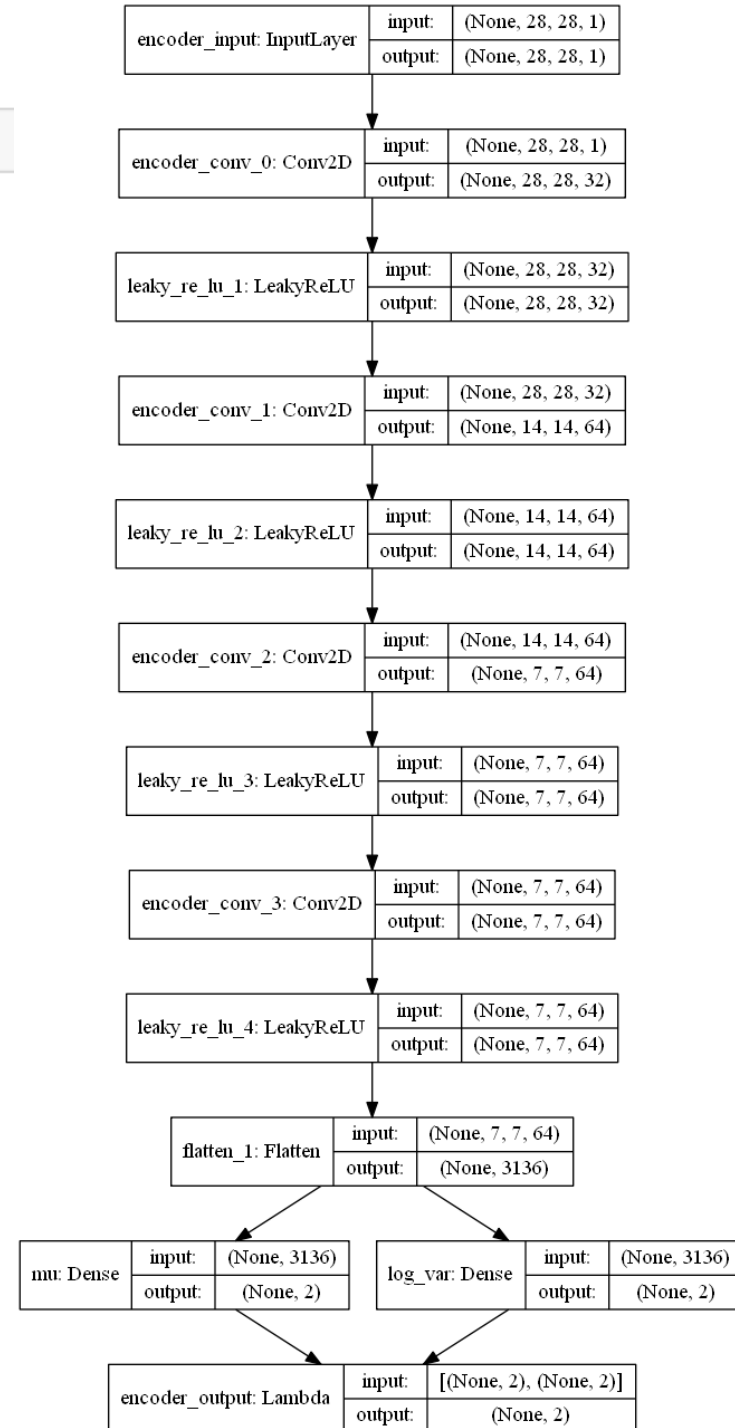 encoder_input: InputLayer input: (None, 28, 28, 1)
output: (None, 28, 28, 1)
encoder_conv_0: Conv2D input: (None, 28, 28, 1)
output: (None, 28, 28, 32)
leaky_re_lu_1: LeakyReLU input: (None, 28, 28, 32)
output: (None, 28, 28, 32)
encoder_conv_1: Conv2D input: (None, 28, 28, 32)
output: (None, 14, 14, 64)
leaky_re_lu_2: LeakyReLU input: (None, 14, 14, 64)
output: (None, 14, 14, 64)
encoder_conv_2: Conv2D input: (None, 14, 14, 64)
output: (None, 7, 7, 64)
leaky_re_lu_3: LeakyReLU input: (None, 7, 7, 64)
output: (None, 7, 7, 64)
encoder_conv_3: Conv2D input: (None, 7, 7, 64)
output: (None, 7, 7, 64)
leaky_re_lu_4: LeakyReLU input: (None, 7, 7, 64)
output: (None, 7, 7, 64)
flatten_1: Flatten input: (None, 7, 7, 64)
output: (None, 3136)
mu: Dense input: (None, 3136)
output: (None, 2)
log_var: Dense input: (None, 3136)
output: (None, 2)
encoder_output: Lambda input: [(None, 2), (None, 2)]
output: (None, 2)